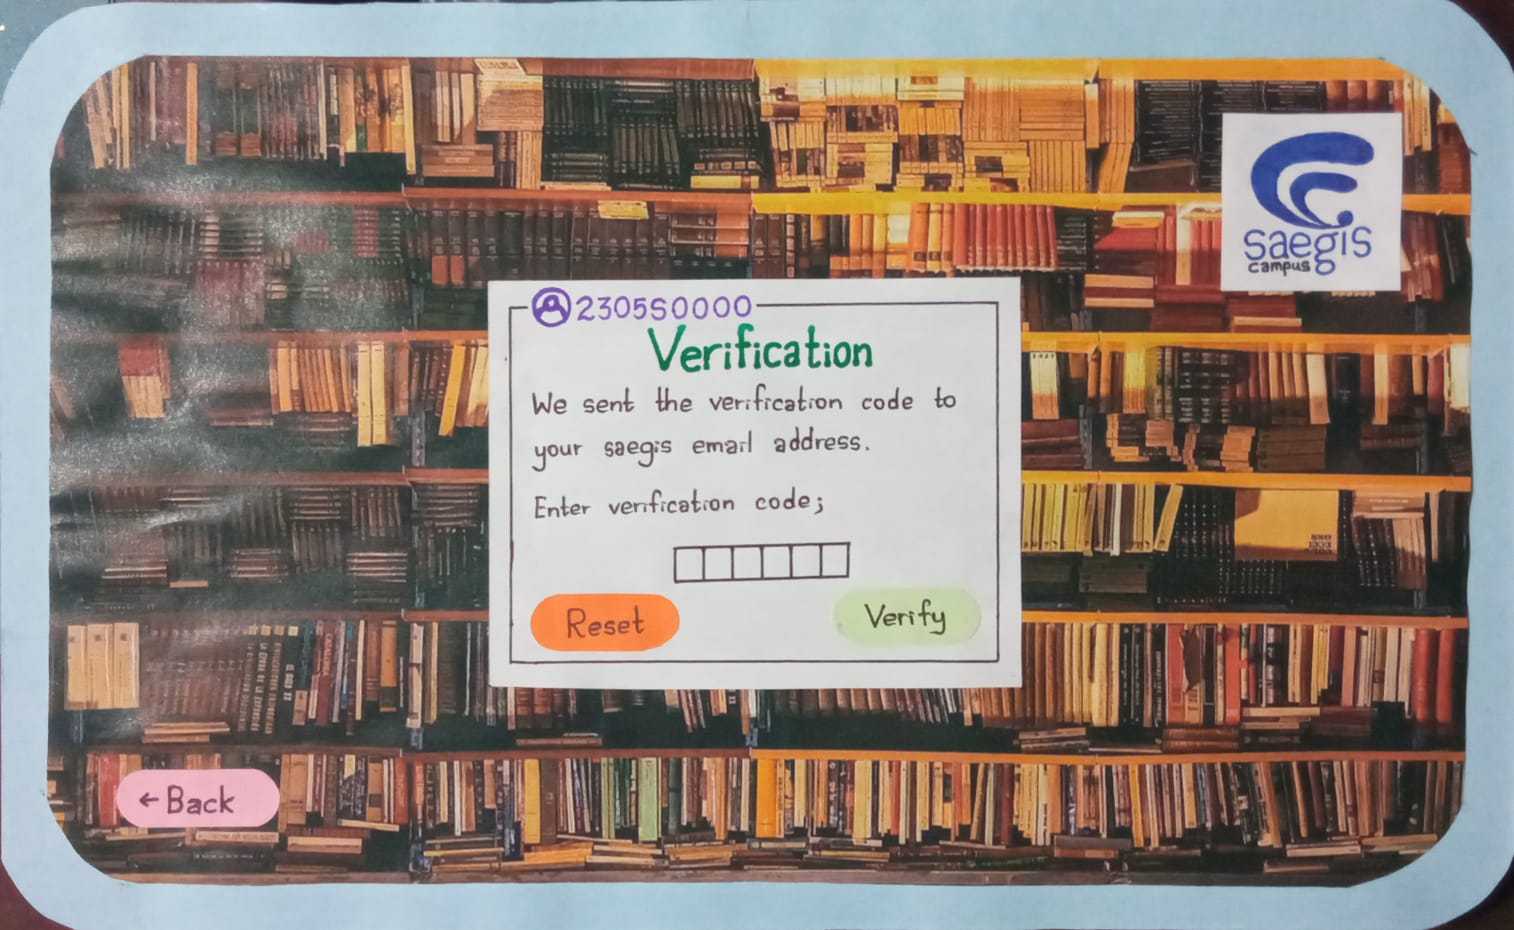 saegis
campus
2305S0000
Verification
We sent the verification code to
your saegis email address.
Enter verification code;
Reset
Verify
←Back